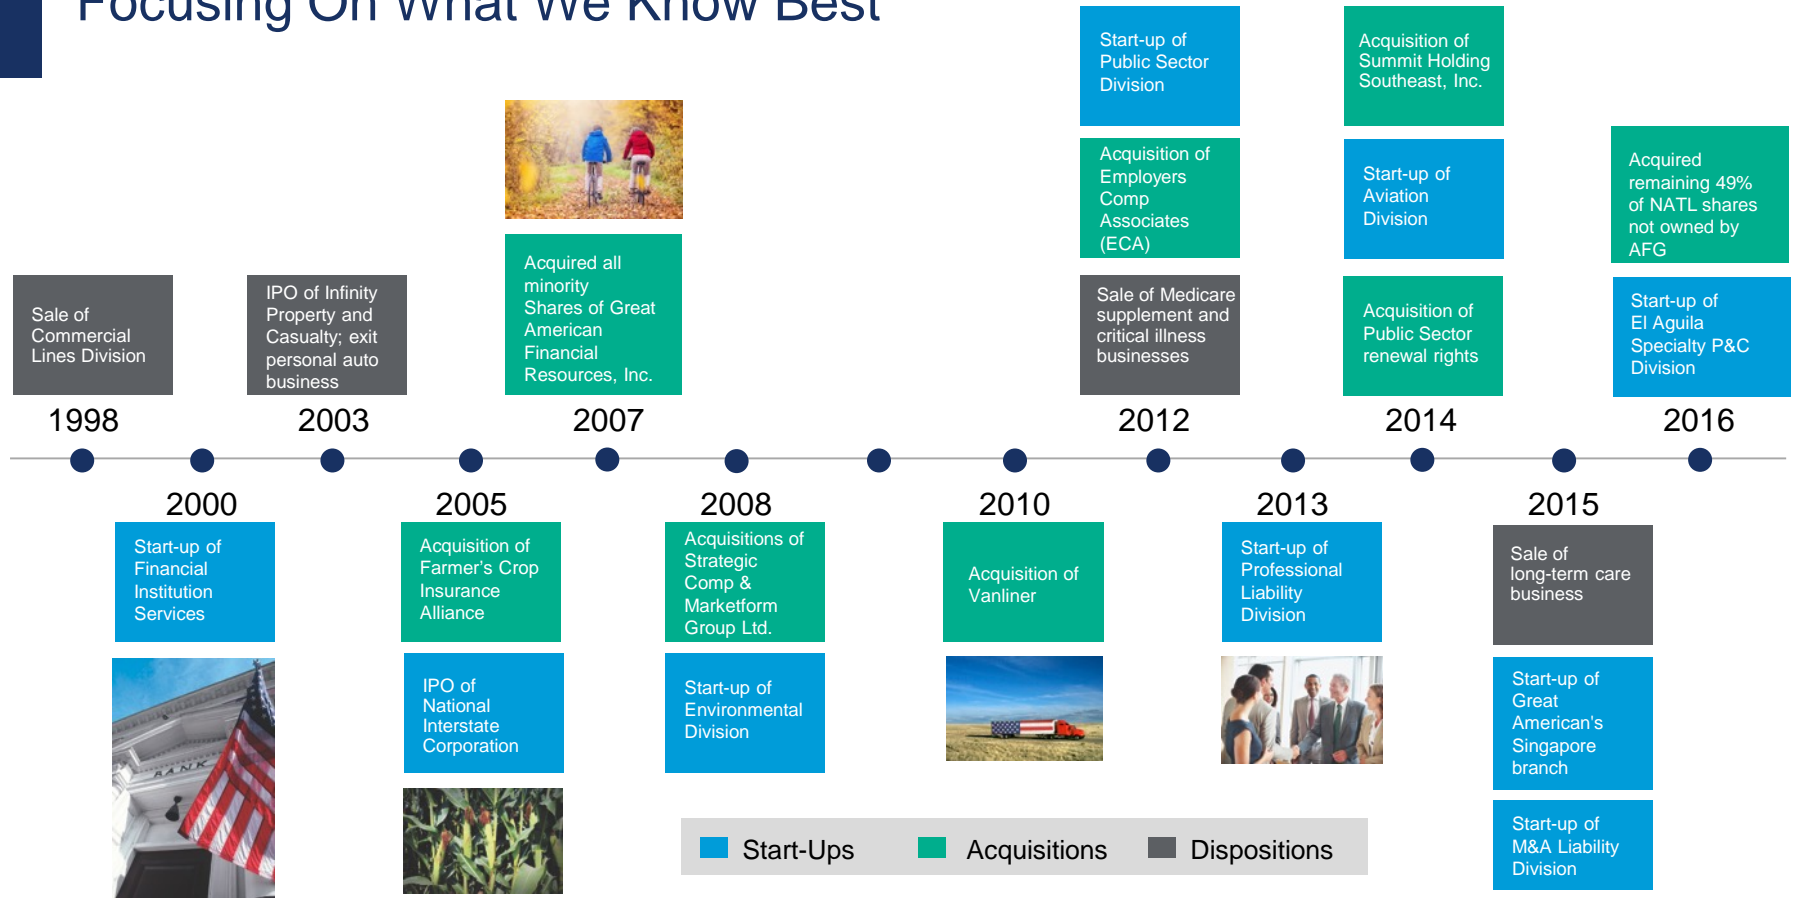 Focusing On What We Know Best
Start-up of
Public Sector
Division
Acquisition of
Summit Holding
Southeast, Inc.
Acquisition of
Employers
Comp
Associates
(ECA)
Start-up of
Aviation
Division
Acquired
remaining 49%
of NATL shares
not owned by
AFG
Sale of
Commercial
Lines Division
IPO of Infinity
Property and
Casualty; exit
personal auto
business
Acquired all
minority
Shares of Great
American
Financial
Resources, Inc.
Sale of Medicare
supplement and
critical illness
businesses
Acquisition of
Public Sector
renewal rights
Start-up of
El Aguila
Specialty P&C
Division
1998
2003
2007
2012
2014
2016
2000
2005
2008
2010
2013
2015
Start-up of
Financial
Institution
Services
Acquisition of
Farmer's Crop
Insurance
Alliance
Acquisitions of
Strategic
Comp &
Marketform
Group Ltd.
Acquisition of
Vanliner
Start-up of
Professional
Liability
Division
Sale of
long-term care
business
IPO of
National
Interstate
Corporation
Start-up of
Environmental
Division
Start-up of
Great
American's
Singapore
branch
BANK
Start-up of
M&A Liability
Division
Start-Ups
Acquisitions
Dispositions